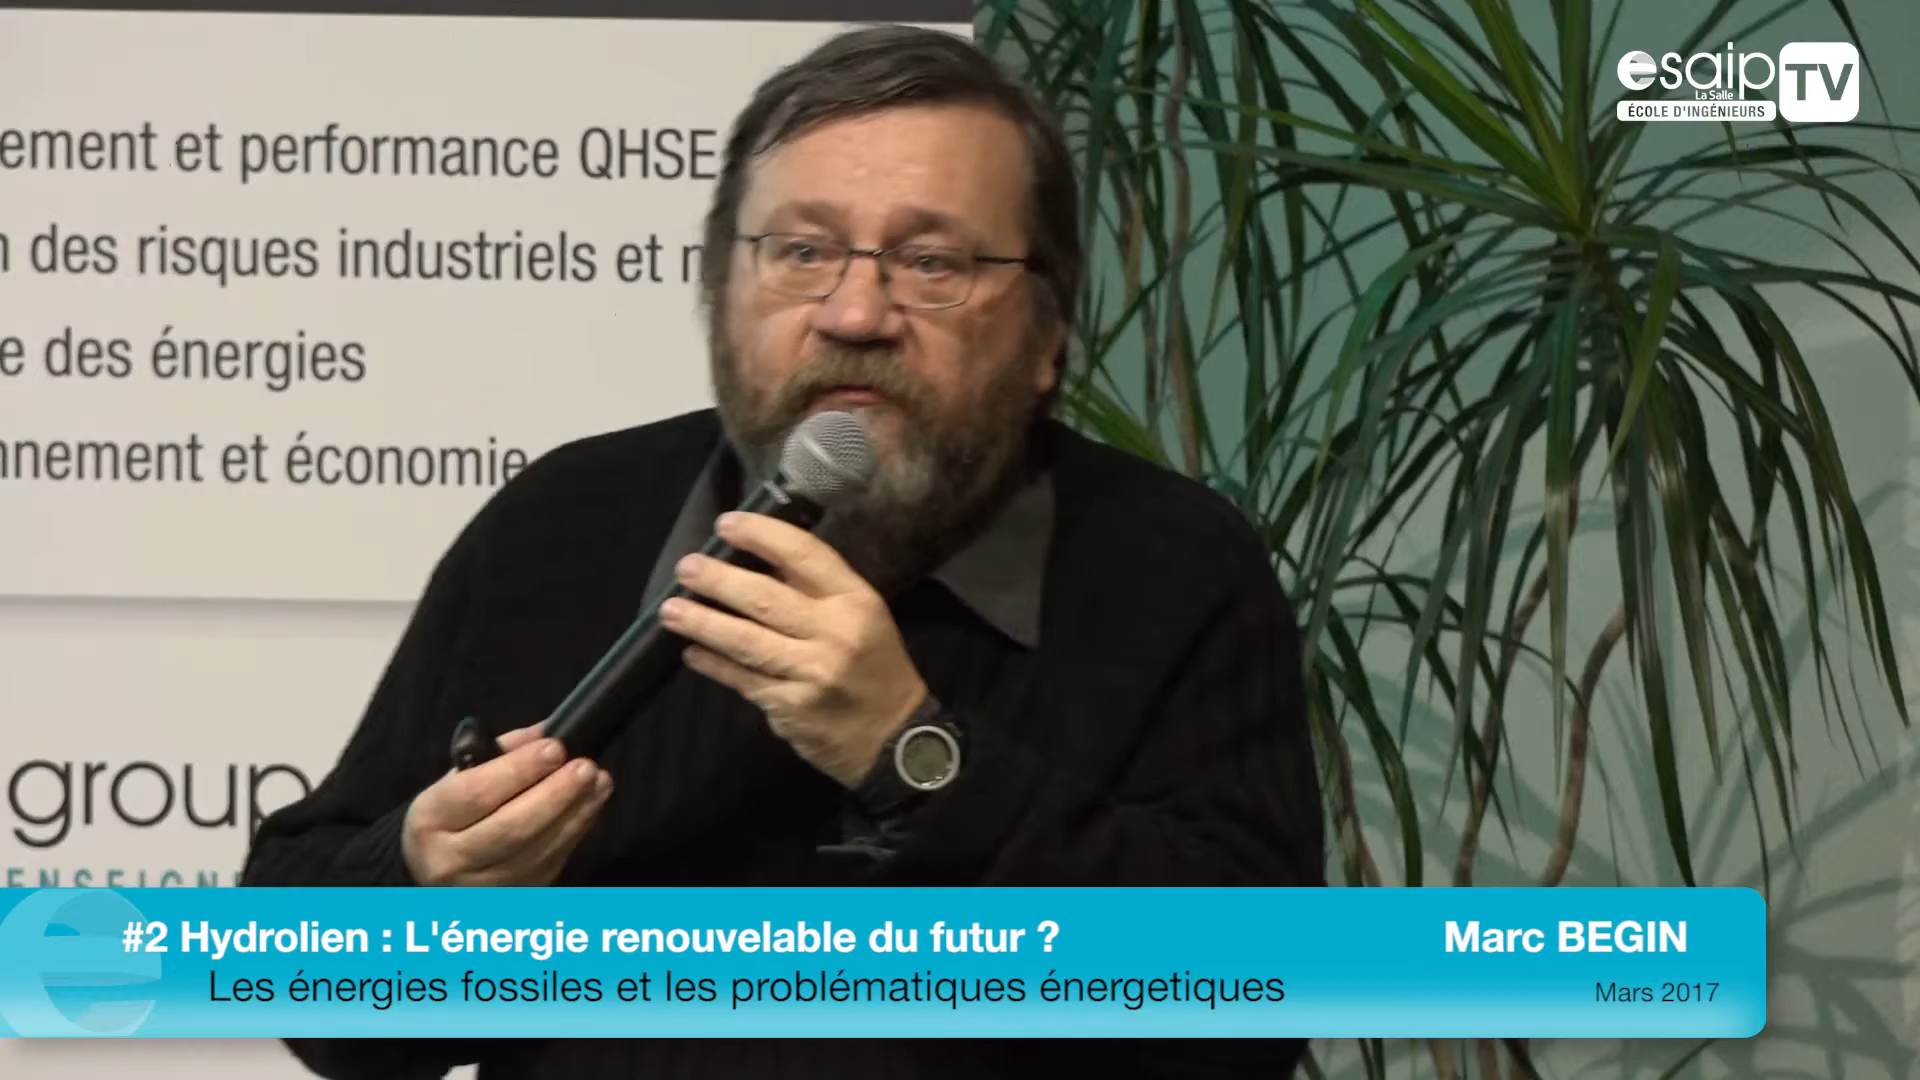 esaip TV
La Salle
ÉCOLE D'INGÉNIEURS
ement et performance QHSE
n des risques industriels et
e des énergies
nnement et économie
group
ENSEIGNE
#2 Hydrolien : L'énergie renouvelable du futur ?
Marc BEGIN
Les énergies fossiles et les problématiques énergetiques
Mars 2017